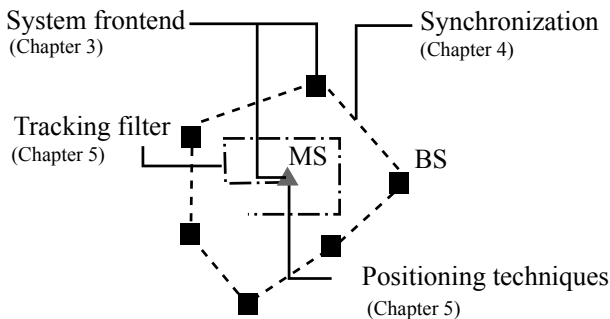 System frontend
(Chapter 3)
Synchronization
(Chapter 4)
Tracking filter
(Chapter 5)
MS
BS
Positioning techniques
(Chapter 5)